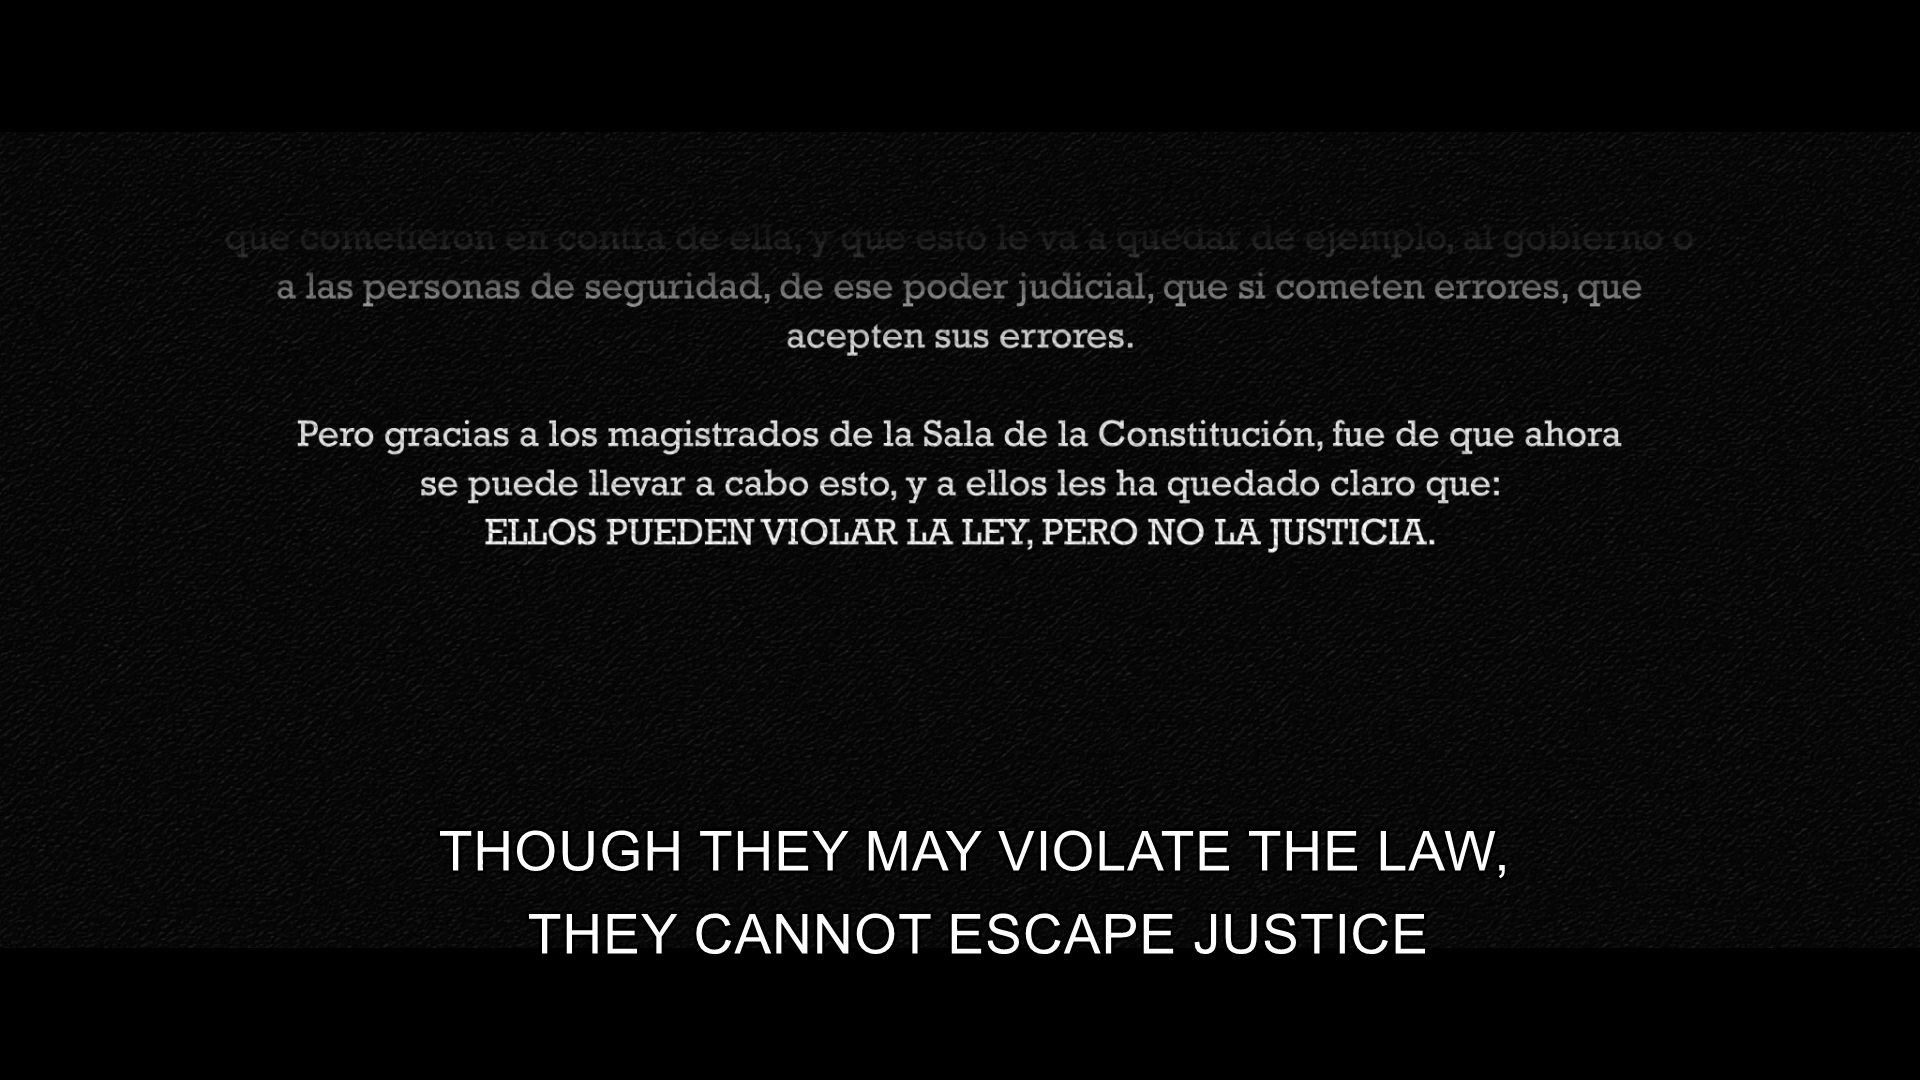 que cometieron en contra de ella, y que esto le va a quedar de ejemplo, al gobierno o
a las personas de seguridad, de ese poder judicial, que si cometen errores, que
acepten sus errores.
Pero gracias a los magistrados de la Sala de la Constitución, fue de que ahora
se puede llevar a cabo esto, y a ellos les ha quedado claro que:
ELLOS PUEDEN VIOLAR LA LEY, PERO NO LA JUSTICIA.
THOUGH THEY MAY VIOLATE THE LAW,
THEY CANNOT ESCAPE JUSTICE